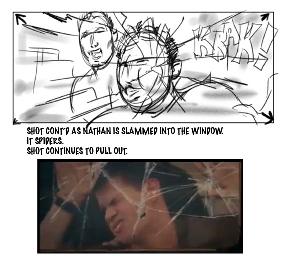 KRAK!
SHOT CONT'D AS NATHAN IS SLAMMED INTO THE WINDOW.
IT SPIDERS.
SHOT CONTINUES TO PULL OUT.